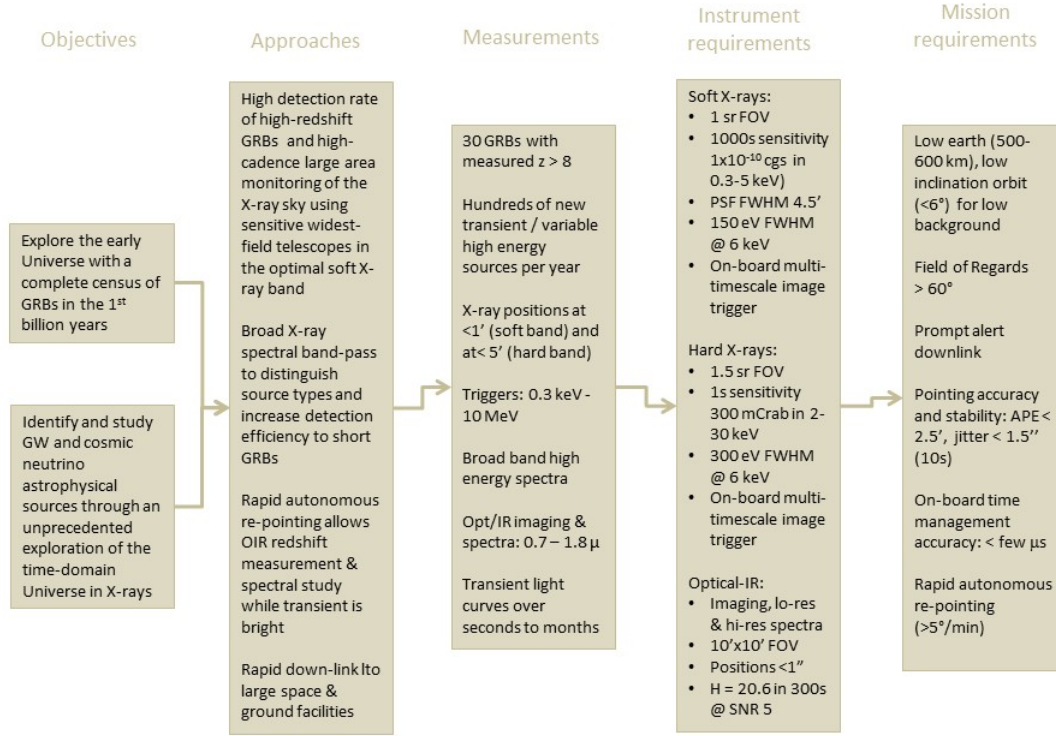 Objectives
Approaches
Measurements
Instrument
requirements
Mission
requirements
Explore the early
Universe with a
complete census of
GRBs in the 1st
billion years
Identify and study
GW and cosmic
neutrino
astrophysical
sources through an
unprecedented
exploration of the
time-domain
Universe in X-rays
High detection rate
of high-redshift
GRBs and high-
cadence large area
monitoring of the
X-ray sky using
sensitive widest-
field telescopes in
the optimal soft X-
ray band
Broad X-ray
spectral band-pass
to distinguish
source types and
increase detection
efficiency to short
GRBs
Rapid autonomous
re-pointing allows
OIR redshift
measurement &
spectral study
while transient is
bright
Rapid down-link lto
large space &
ground facilities
30 GRBs with
measured z > 8
Hundreds of new
transient / variable
high energy
sources per year
X-ray positions at
<1' (soft band) and
at< 5' (hard band)
Triggers: 0.3 keV -
10 MeV
Broad band high
energy spectra
Opt/IR imaging &
spectra: 0.7 – 1.8 μ
Transient light
curves over
seconds to months
Soft X-rays:
• 1 sr FOV
• 1000s sensitivity
1x10⁻¹⁰ cgs in
0.3-5 keV)
• PSF FWHM 4.5'
• 150 eV FWHM
@ 6 keV
• On-board multi-
timescale image
trigger
Hard X-rays:
• 1.5 sr FOV
• 1s sensitivity
300 mCrab in 2-
30 keV
• 300 eV FWHM
@ 6 keV
• On-board multi-
timescale image
trigger
Optical-IR:
• Imaging, lo-res
& hi-res spectra
• 10'x10' FOV
• Positions <1"
• H = 20.6 in 300s
@ SNR 5
Low earth (500-
600 km), low
inclination orbit
(<6°) for low
background
Field of Regards
> 60°
Prompt alert
downlink
Pointing accuracy
and stability: APE <
2.5', jitter < 1.5''
(10s)
On-board time
management
accuracy: < few μs
Rapid autonomous
re-pointing
(>5°/min)